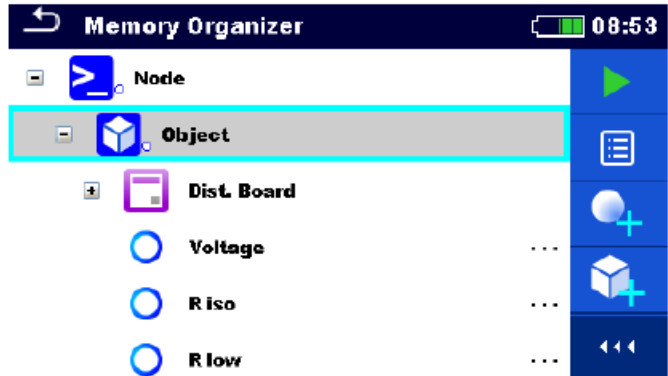 Memory Organizer 08:53
Node
Object
Dist. Board
Voltage ...
R iso ...
R low ...